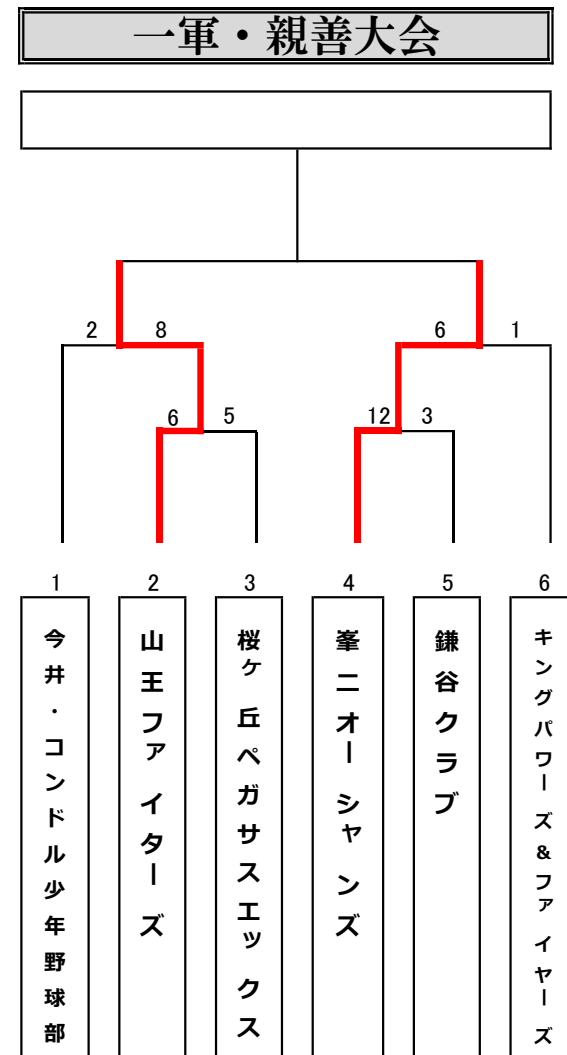 一軍・親善大会
2 8 6 1
6 5 12 3
1 2 3 4 5 6
今井・コンドル少年野球部
山王ファイターズ
桜ケ丘ペガサスエックス
峯二オーシャンズ
鎌谷クラブ
キングパワーズ&ファイヤーズ